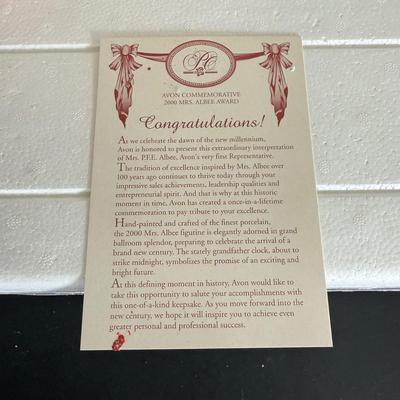 PC
AVON COMMEMORATIVE
2000 MRS. ALBEE AWARD
Congratulations!
As we celebrate the dawn of the new millennium,
Avon is honored to present this extraordinary interpretation
of Mrs. P.F.E. Albee, Avon's very first Representative.
The tradition of excellence inspired by Mrs. Albee over
100 years ago continues to thrive today through your
impressive sales achievements, leadership qualities and
entrepreneurial spirit. And that is why at this historic
moment in time, Avon has created a once-in-a-lifetime
commemoration to pay tribute to your excellence.
Hand-painted and crafted of the finest porcelain,
the 2000 Mrs. Albee figurine is elegantly adorned in grand
ballroom splendor, preparing to celebrate the arrival of a
brand new century. The stately grandfather clock, about to
strike midnight, symbolizes the promise of an exciting and
bright future.
At this defining moment in history, Avon would like to
take this opportunity to salute your accomplishments with
this one-of-a-kind keepsake. As you move forward into the
new century, we hope it will inspire you to achieve even
greater personal and professional success.